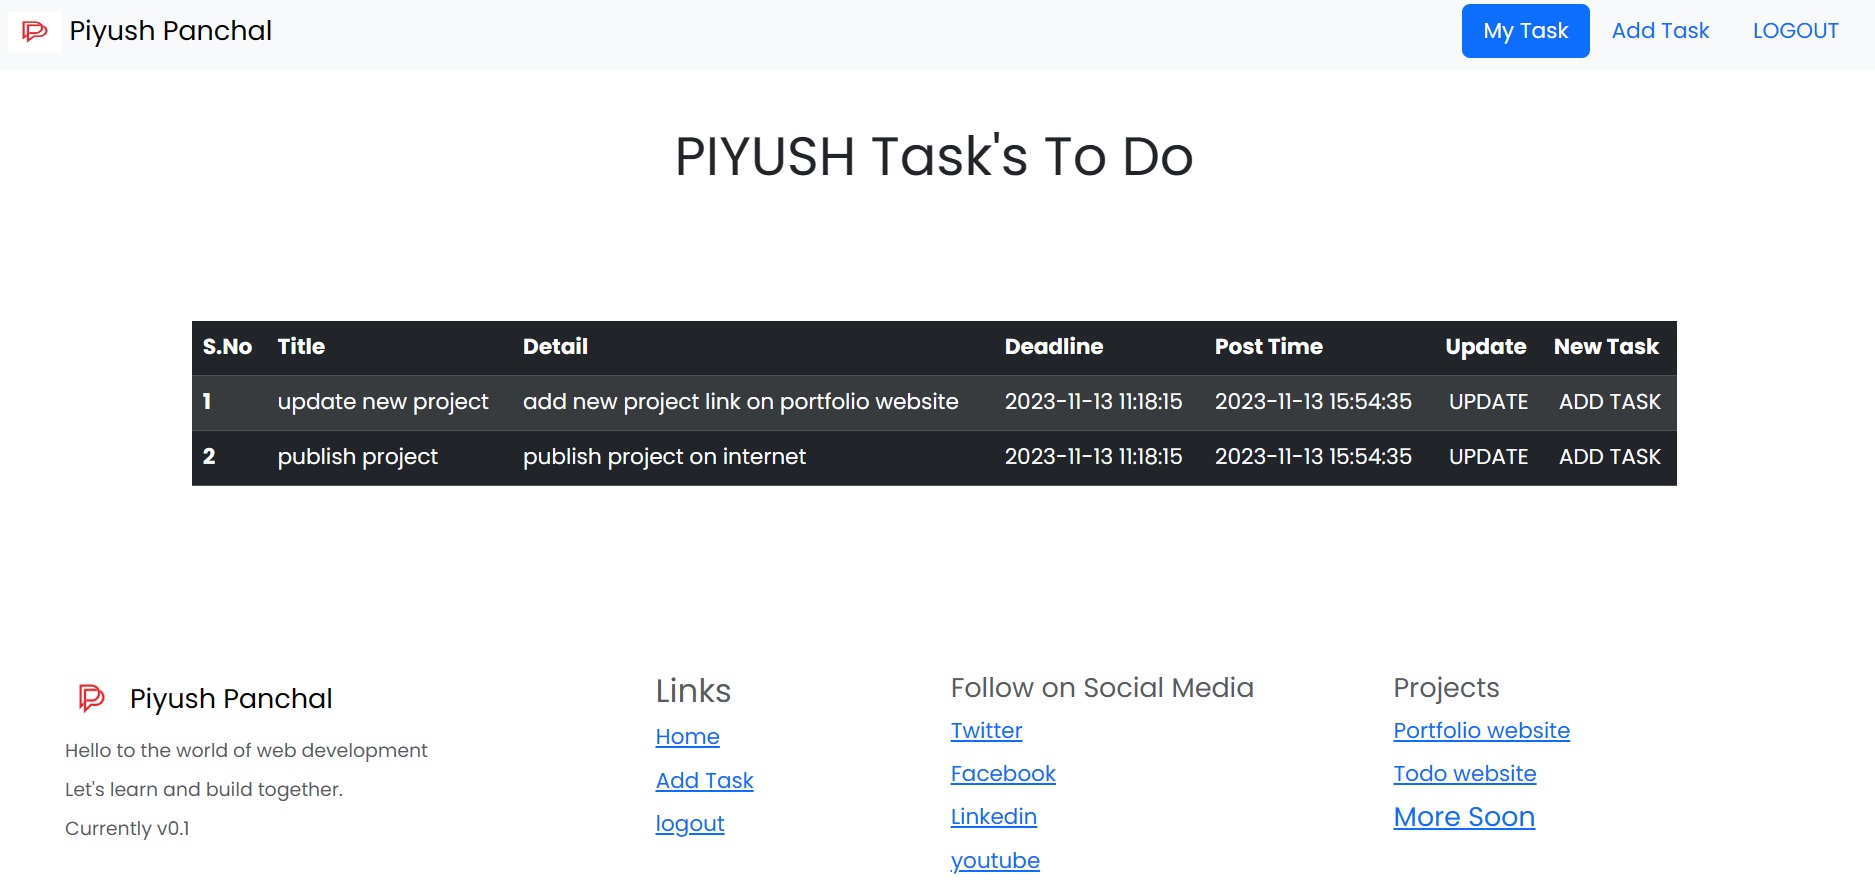 Piyush Panchal My Task Add Task LOGOUT
PIYUSH Task's To Do
S.No Title Detail Deadline Post Time Update New Task
1 update new project add new project link on portfolio website 2023-11-13 11:18:15 2023-11-13 15:54:35 UPDATE ADD TASK
2 publish project publish project on internet 2023-11-13 11:18:15 2023-11-13 15:54:35 UPDATE ADD TASK
Piyush Panchal
Hello to the world of web development
Let's learn and build together.
Currently v0.1
Links
Home
Add Task
logout
Follow on Social Media
Twitter
Facebook
Linkedin
youtube
Projects
Portfolio website
Todo website
More Soon